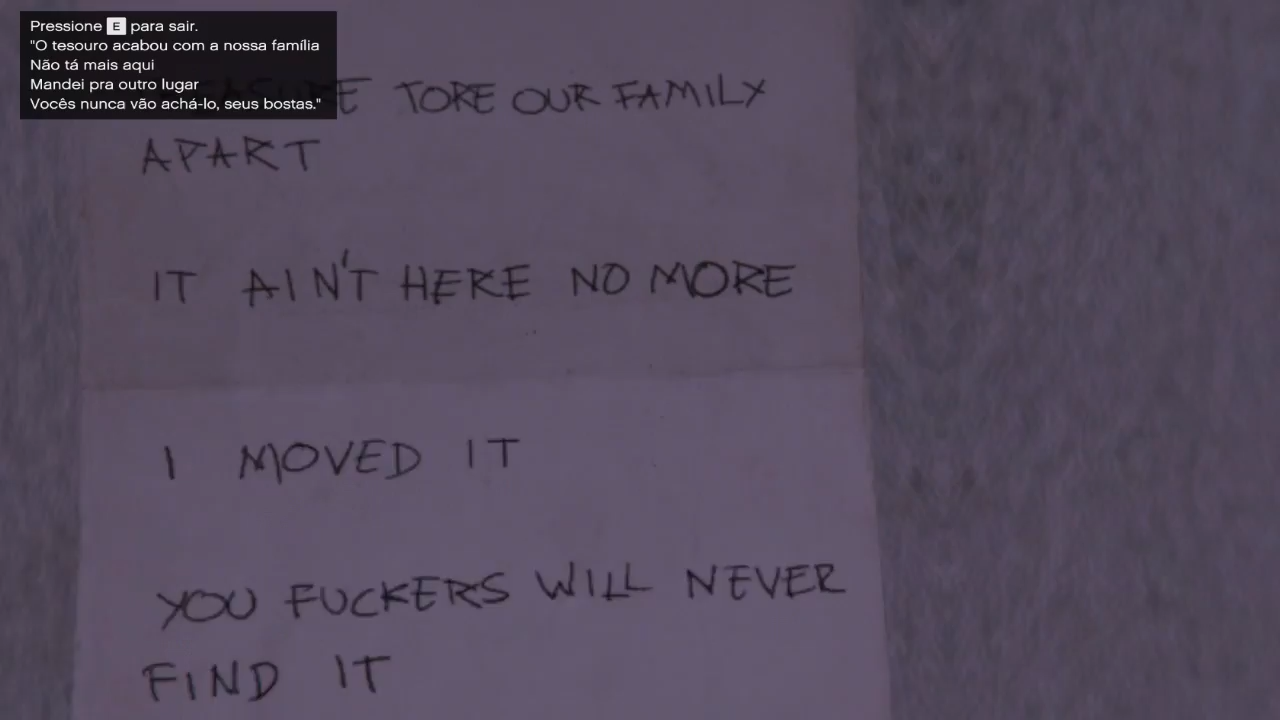 Pressione E para sair.
"O tesouro acabou com a nossa família
Não tá mais aqui
Mandei pra outro lugar
Vocês nunca vão achá-lo, seus bostas."
TORE OUR FAMILY
APART
IT AIN'T HERE NO MORE
I MOVED IT
YOU FUCKERS WILL NEVER
FIND IT